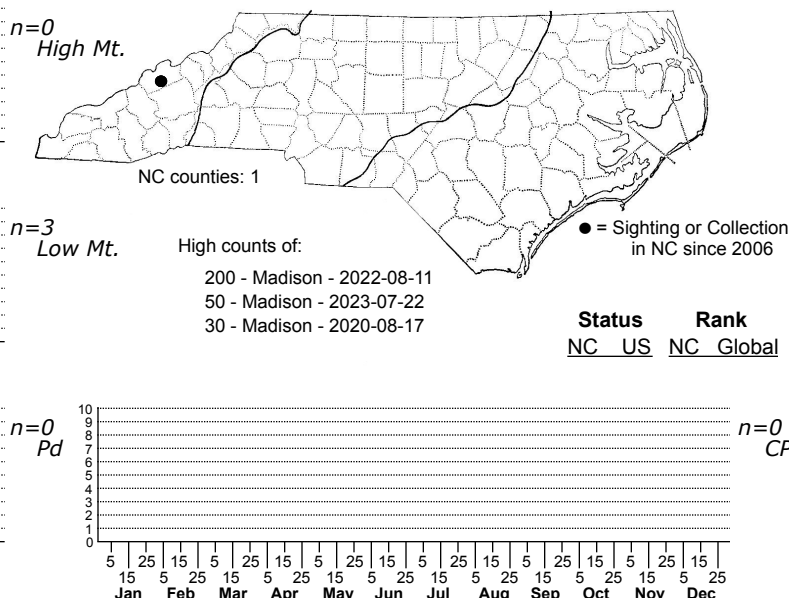 n=0
High Mt.
NC counties: 1
n=3
Low Mt.
High counts of:
200 - Madison - 2022-08-11
50 - Madison - 2023-07-22
30 - Madison - 2020-08-17
● = Sighting or Collection
in NC since 2006
Status Rank
NC US NC Global
n=0
Pd
10
9
8
7
6
5
4
3
2
1
0
n=0
CP
5 25 15 5 25 15 5 25 15 5 25 15 5 25 15 5 25 15
15 5 25 15 5 25 15 5 25 15 5 25 15 5 25 15 5 25
Jan Feb Mar Apr May Jun Jul Aug Sep Oct Nov Dec